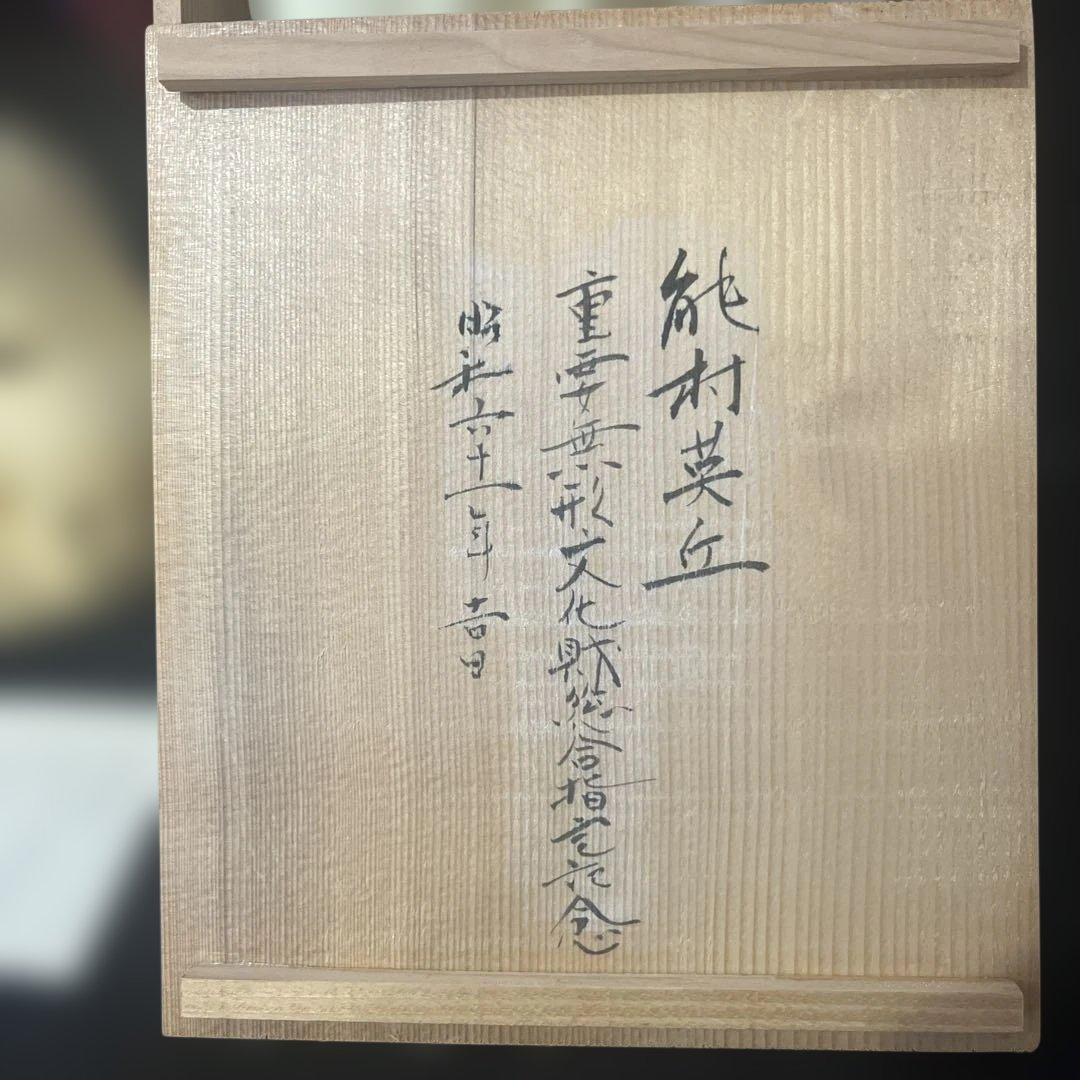 能村英丘
重要無形文化財総合指定記念
昭和六十一年吉日